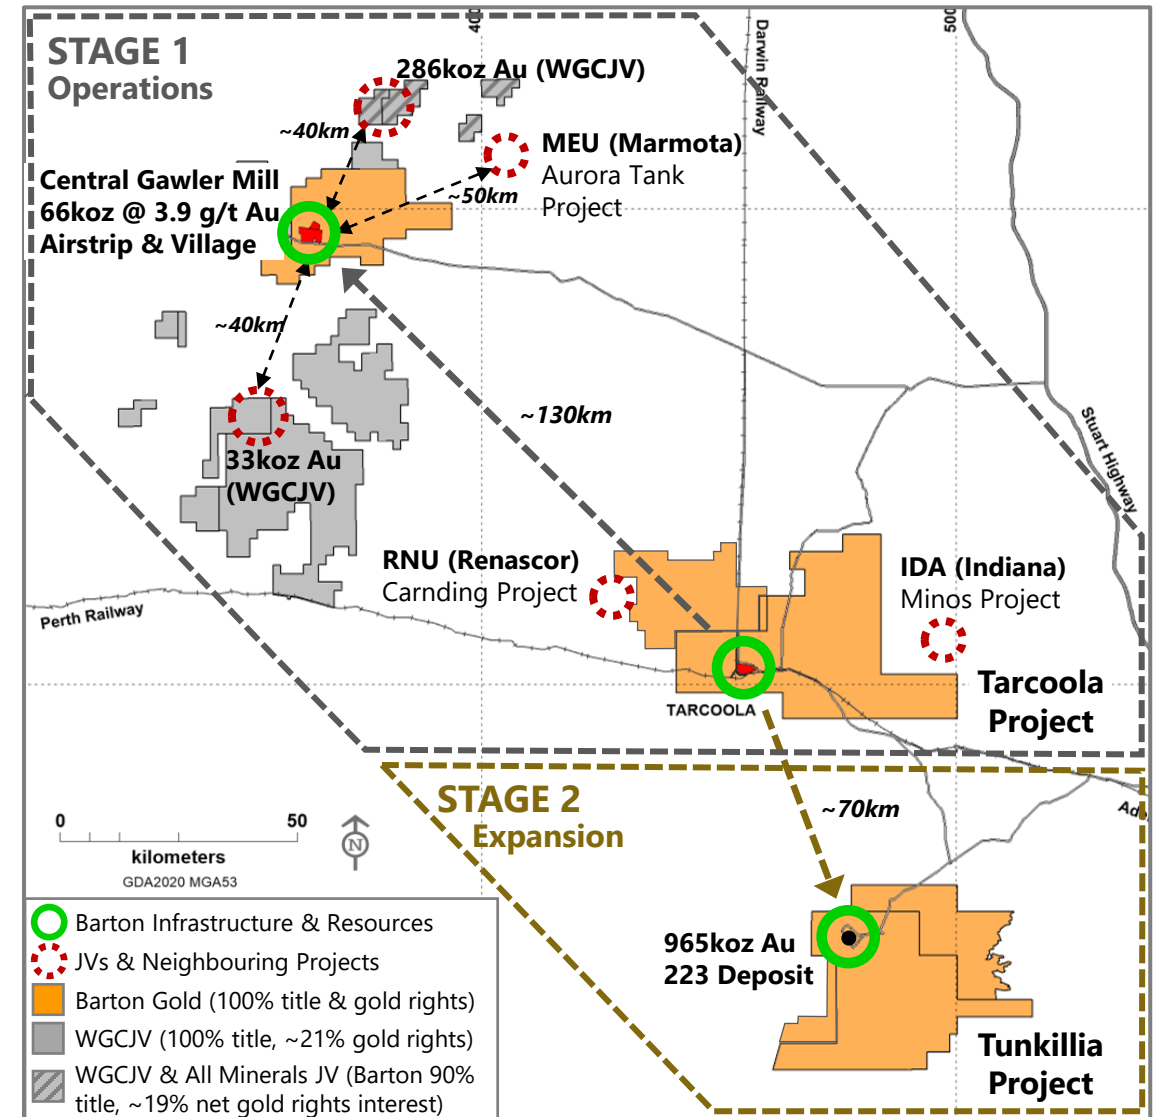 400
500
STAGE 1
Operations
286koz Au (WGCJV)
Darwin Railway
~40km
MEU (Marmota)
Aurora Tank
Project
~50km
Central Gawler Mill
66koz @ 3.9 g/t Au
Airstrip & Village
~40km
~130km
Stuart Highway
33koz Au
(WGCJV)
RNU (Renascor)
Carnding Project
IDA (Indiana)
Minos Project
Perth Railway
Tarcoola
Project
TARCOOLA
STAGE 2
Expansion
~70km
Ade
0 50
kilometers
GDA2020 MGA53
N
965koz Au
223 Deposit
Tunkillia
Project
Barton Infrastructure & Resources
JVs & Neighbouring Projects
Barton Gold (100% title & gold rights)
WGCJV (100% title, ~21% gold rights)
WGCJV & All Minerals JV (Barton 90%
title, ~19% net gold rights interest)